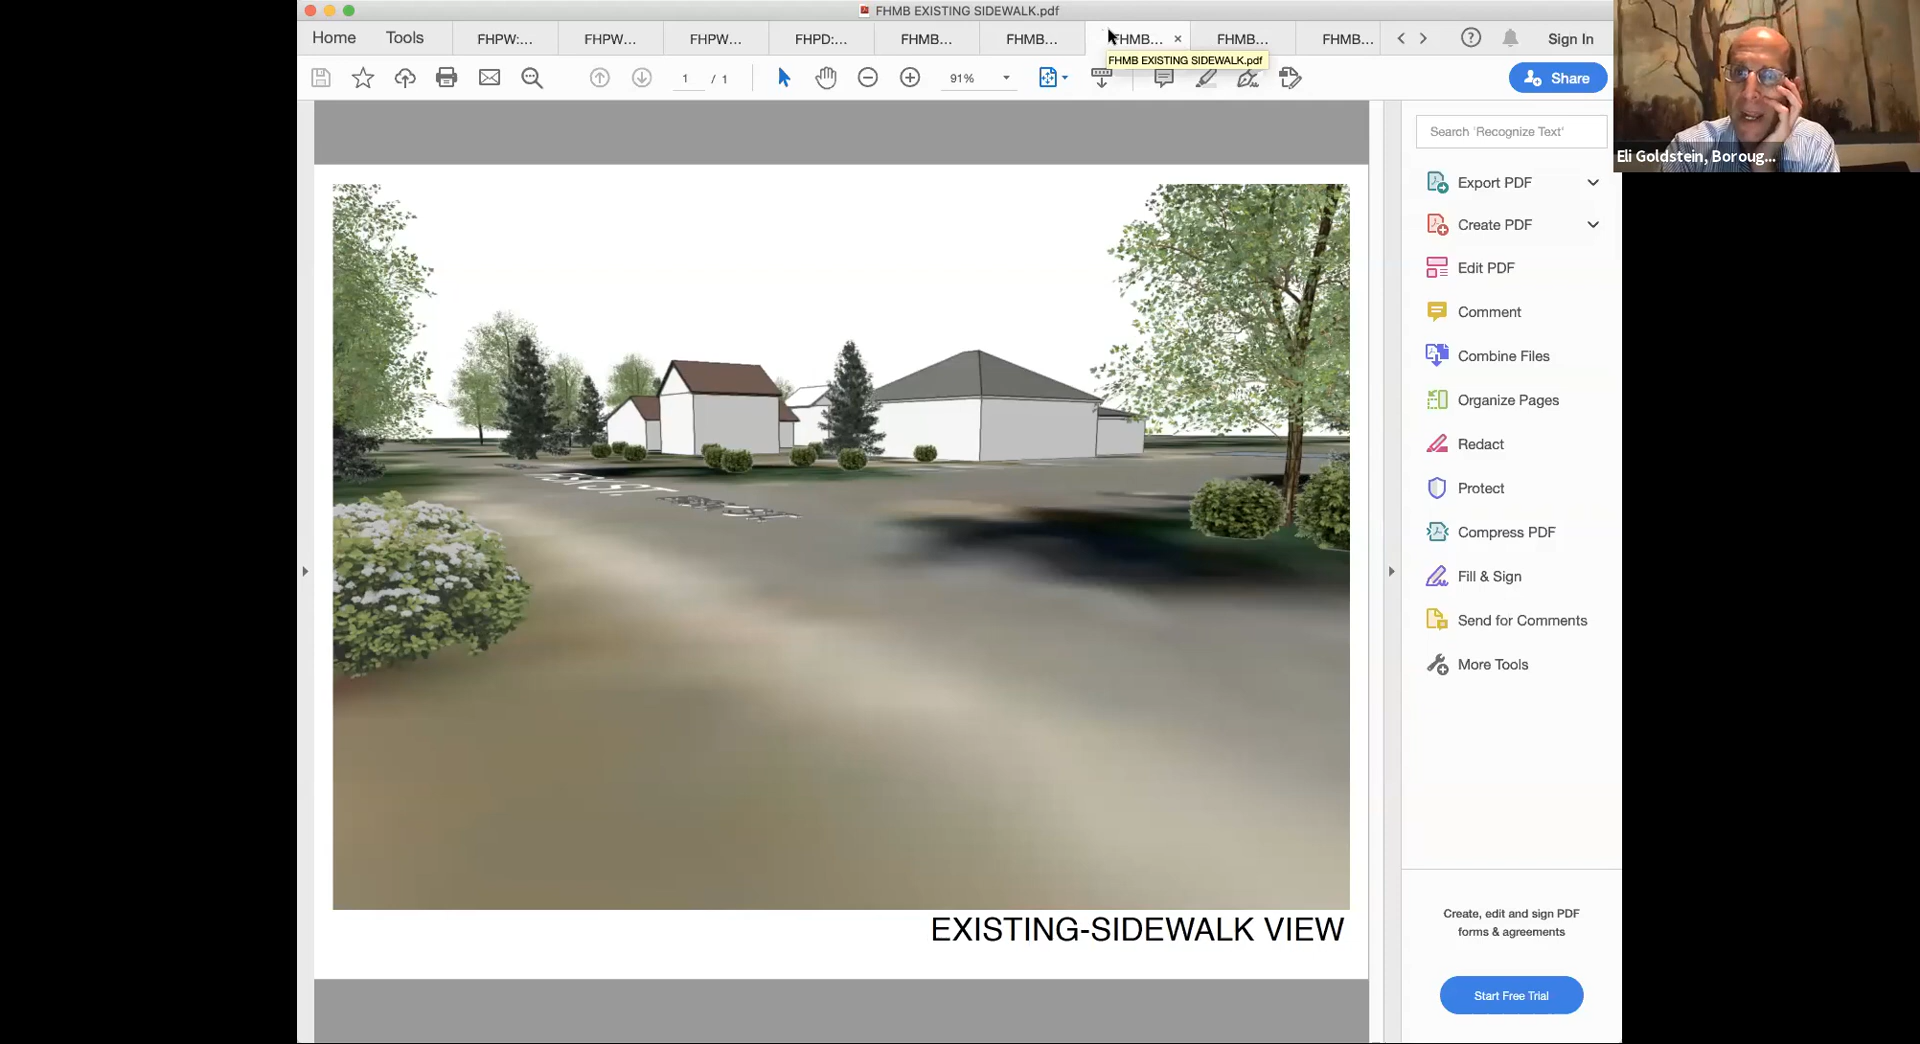 FHMB EXISTING SIDEWALK.pdf
Home Tools FHPW:... FHPW... FHPW... FHPD:... FHMB... FHMB... FHMB... FHMB... FHMB... Sign In
FHMB EXISTING SIDEWALK.pdf
1 / 1 91% Share
Search 'Recognize Text'
Eli Goldstein, Boroug...
Export PDF
Create PDF
Edit PDF
Comment
Combine Files
Organize Pages
Redact
Protect
Compress PDF
Fill & Sign
Send for Comments
More Tools
EXISTING-SIDEWALK VIEW
Create, edit and sign PDF
forms & agreements
Start Free Trial